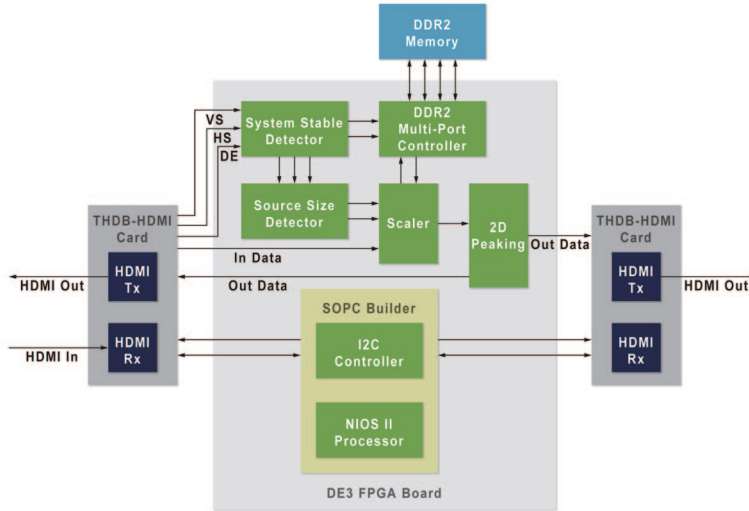 DDR2
Memory
VS
HS
DE
System Stable
Detector
DDR2
Multi-Port
Controller
THDB-HDMI
Card
Source Size
Detector
Scaler
2D
Peaking
THDB-HDMI
Card
In Data
Out Data
Out Data
HDMI
Tx
HDMI Out
HDMI
Tx
HDMI Out
SOPC Builder
HDMI
Rx
HDMI In
I2C
Controller
HDMI
Rx
NIOS II
Processor
DE3 FPGA Board